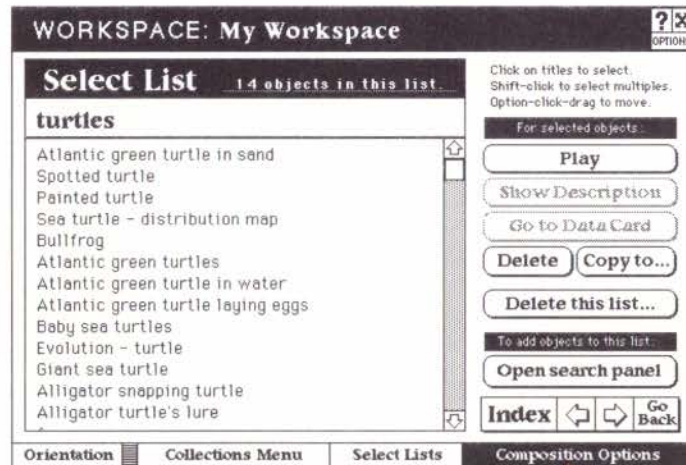 WORKSPACE: My Workspace
? 
OPTION
Select List 14 objects in this list.
turtles
Atlantic green turtle in sand
Spotted turtle
Painted turtle
Sea turtle - distribution map
Bullfrog
Atlantic green turtles
Atlantic green turtle in water
Atlantic green turtle laying eggs
Baby sea turtles
Evolution - turtle
Giant sea turtle
Alligator snapping turtle
Alligator turtle's lure
Click on titles to select.
Shift-click to select multiples.
Option-click-drag to move.
For selected objects:
Play
Show Description
Go to Data Card
Delete Copy to...
Delete this list...
To add objects to this list:
Open search panel
Index Go Back
Orientation Collections Menu Select Lists Composition Options